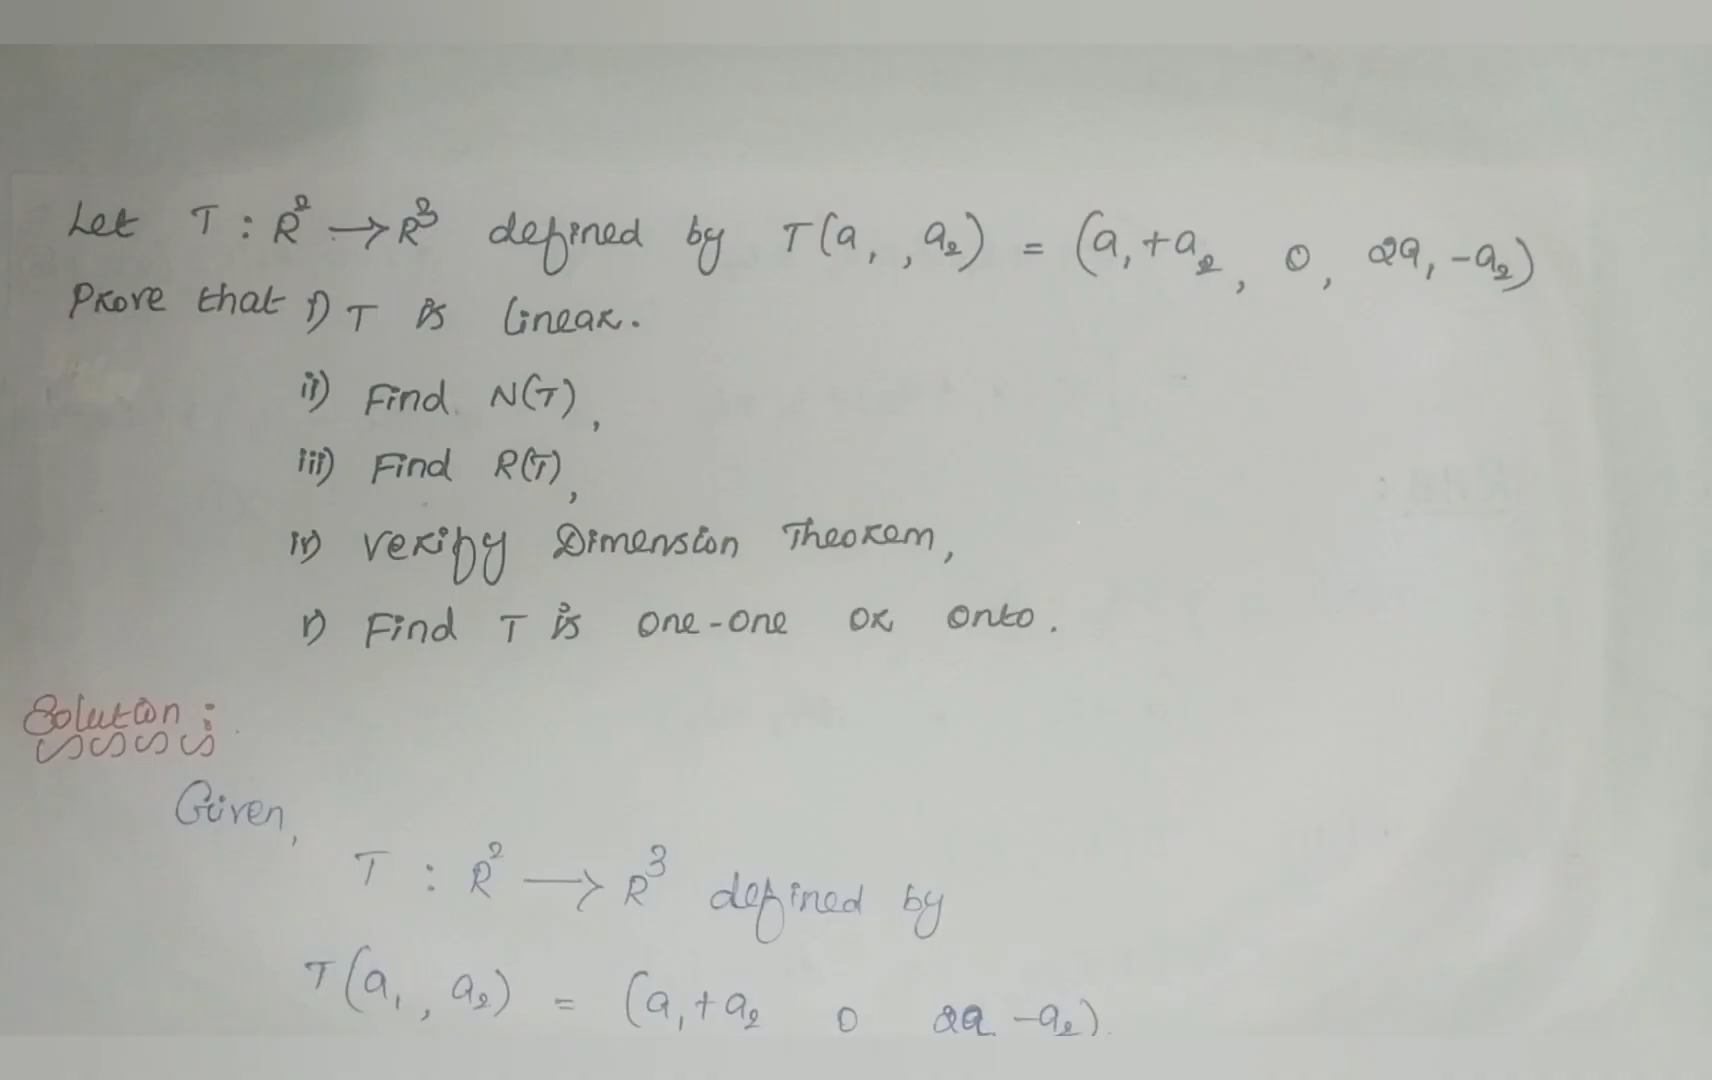 Let T : R² → R³ defined by T(a₁, a₂) = (a₁+a₂, 0, 2a₁-a₂)
Prove that i) T is linear.
ii) Find N(T),
iii) Find R(T),
iv) verify Dimension Theorem,
v) Find T is one-one or onto.
Solution :
Given,
T : R² → R³ defined by
T(a₁, a₂) = (a₁+a₂ 0 2a -a₂).